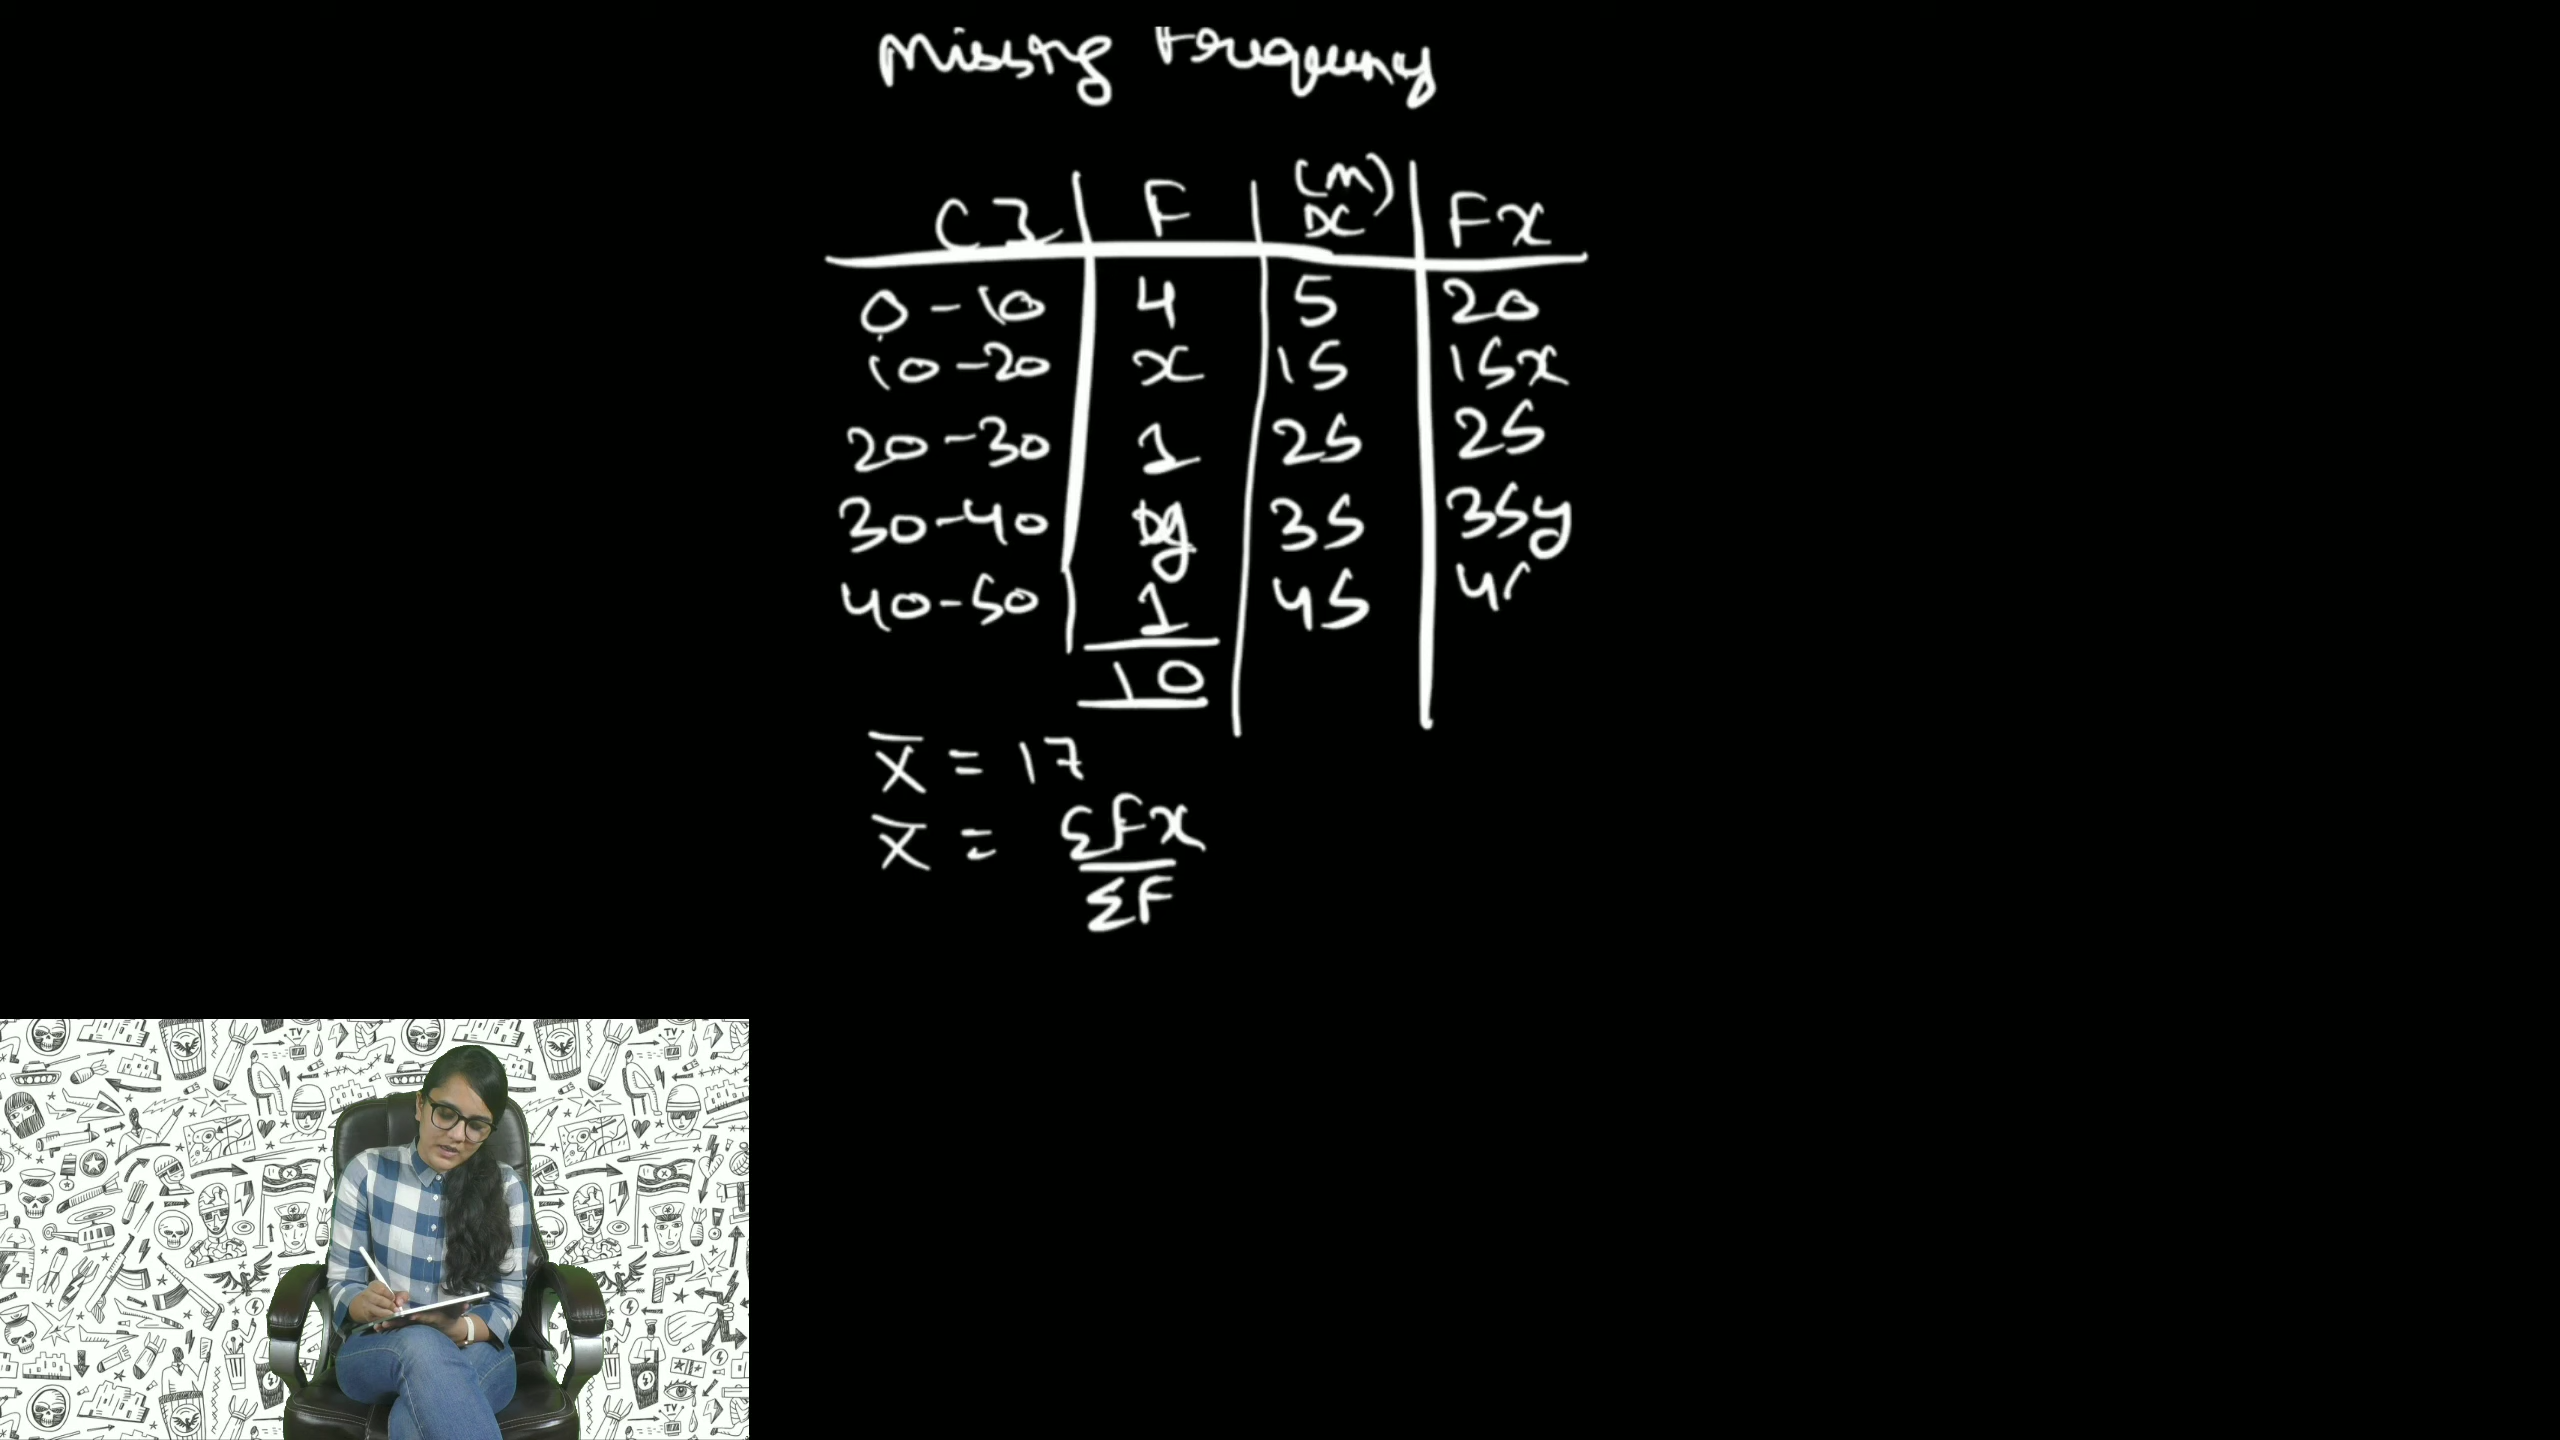 Missing Frequency
CI F (m) x Fx
0-10 4 5 20
10-20 x 15 15x
20-30 1 25 25
30-40 y 35 35y
40-50 1 45 4
10
X̅ = 17
X̅ = ΣFx
ΣF